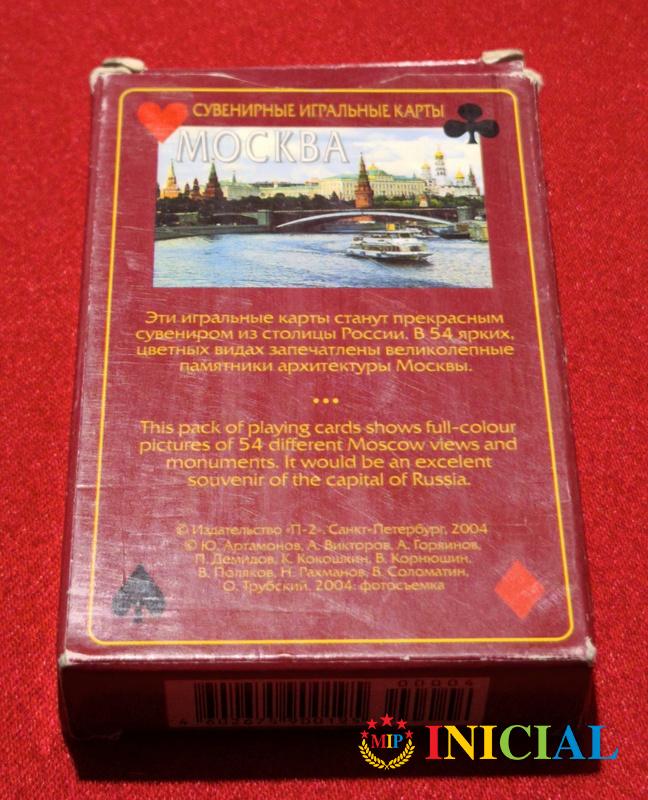 СУВЕНИРНЫЕ ИГРАЛЬНЫЕ КАРТЫ
МОСКВА
Эти игральные карты станут прекрасным
сувениром из столицы России. В 54 ярких,
цветных видах запечатлены великолепные
памятники архитектуры Москвы.
•••
This pack of playing cards shows full-colour
pictures of 54 different Moscow views and
monuments. It would be an excelent
souvenir of the capital of Russia.
© Издательство «П-2», Санкт-Петербург, 2004
© Ю. Артамонов, А. Викторов, А. Горяинов,
П. Демидов, К. Кокошкин, В. Корнюшин,
В. Поляков, Н. Рахманов, В. Соломатин,
О. Трубский, 2004: фотосъемка
00004
MIP INICIAL